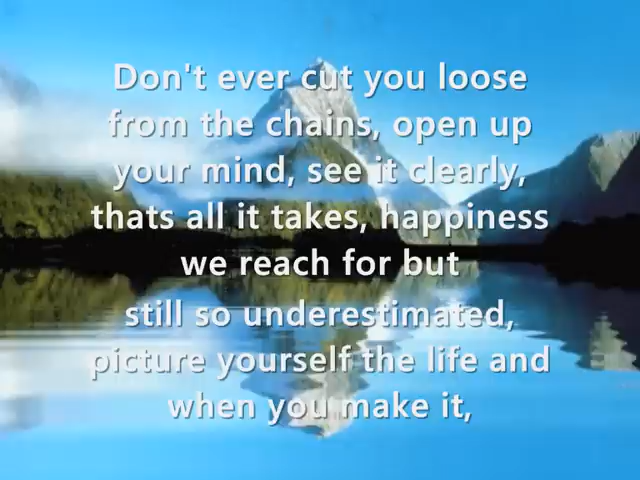 Don't ever cut you loose
from the chains, open up
your mind, see it clearly,
thats all it takes, happiness
we reach for but
still so underestimated,
picture yourself the life and
when you make it,